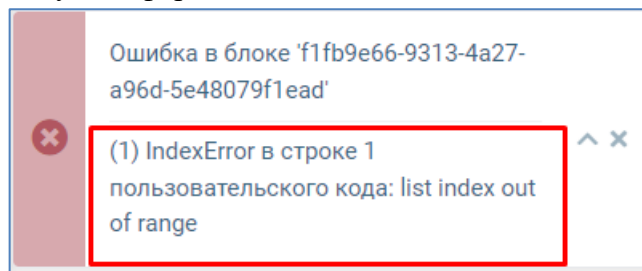 Ошибка в блоке 'f1fb9e66-9313-4a27-
a96d-5e48079f1ead'
(1) IndexError в строке 1
пользовательского кода: list index out
of range